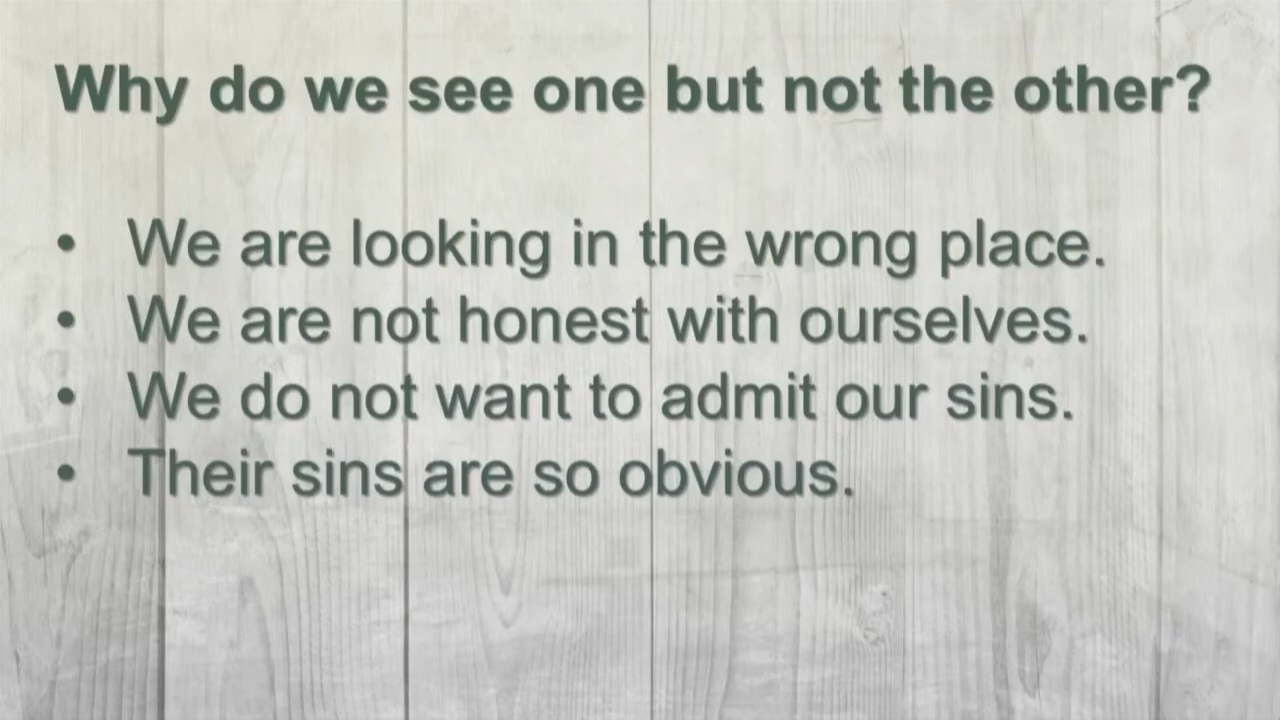 Why do we see one but not the other?
• We are looking in the wrong place.
• We are not honest with ourselves.
• We do not want to admit our sins.
• Their sins are so obvious.